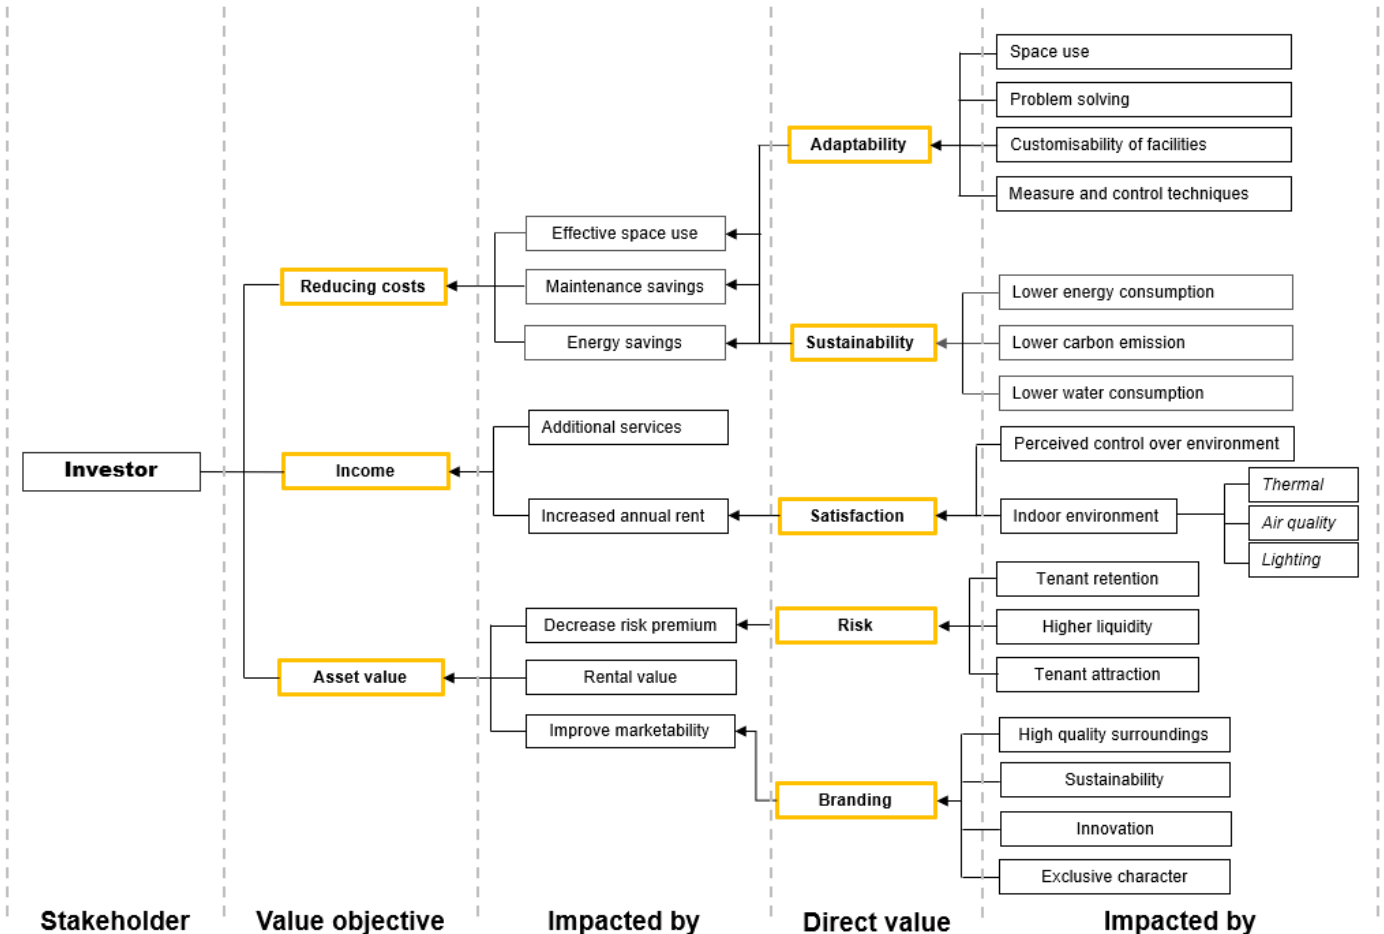 Space use
Problem solving
Adaptability
Customisability of facilities
Measure and control techniques
Effective space use
Reducing costs
Maintenance savings
Lower energy consumption
Energy savings
Sustainability
Lower carbon emission
Lower water consumption
Additional services
Perceived control over environment
Investor
Income
Thermal
Increased annual rent
Satisfaction
Indoor environment
Air quality
Lighting
Tenant retention
Decrease risk premium
Risk
Higher liquidity
Asset value
Rental value
Tenant attraction
Improve marketability
High quality surroundings
Sustainability
Branding
Innovation
Exclusive character
Stakeholder
Value objective
Impacted by
Direct value
Impacted by